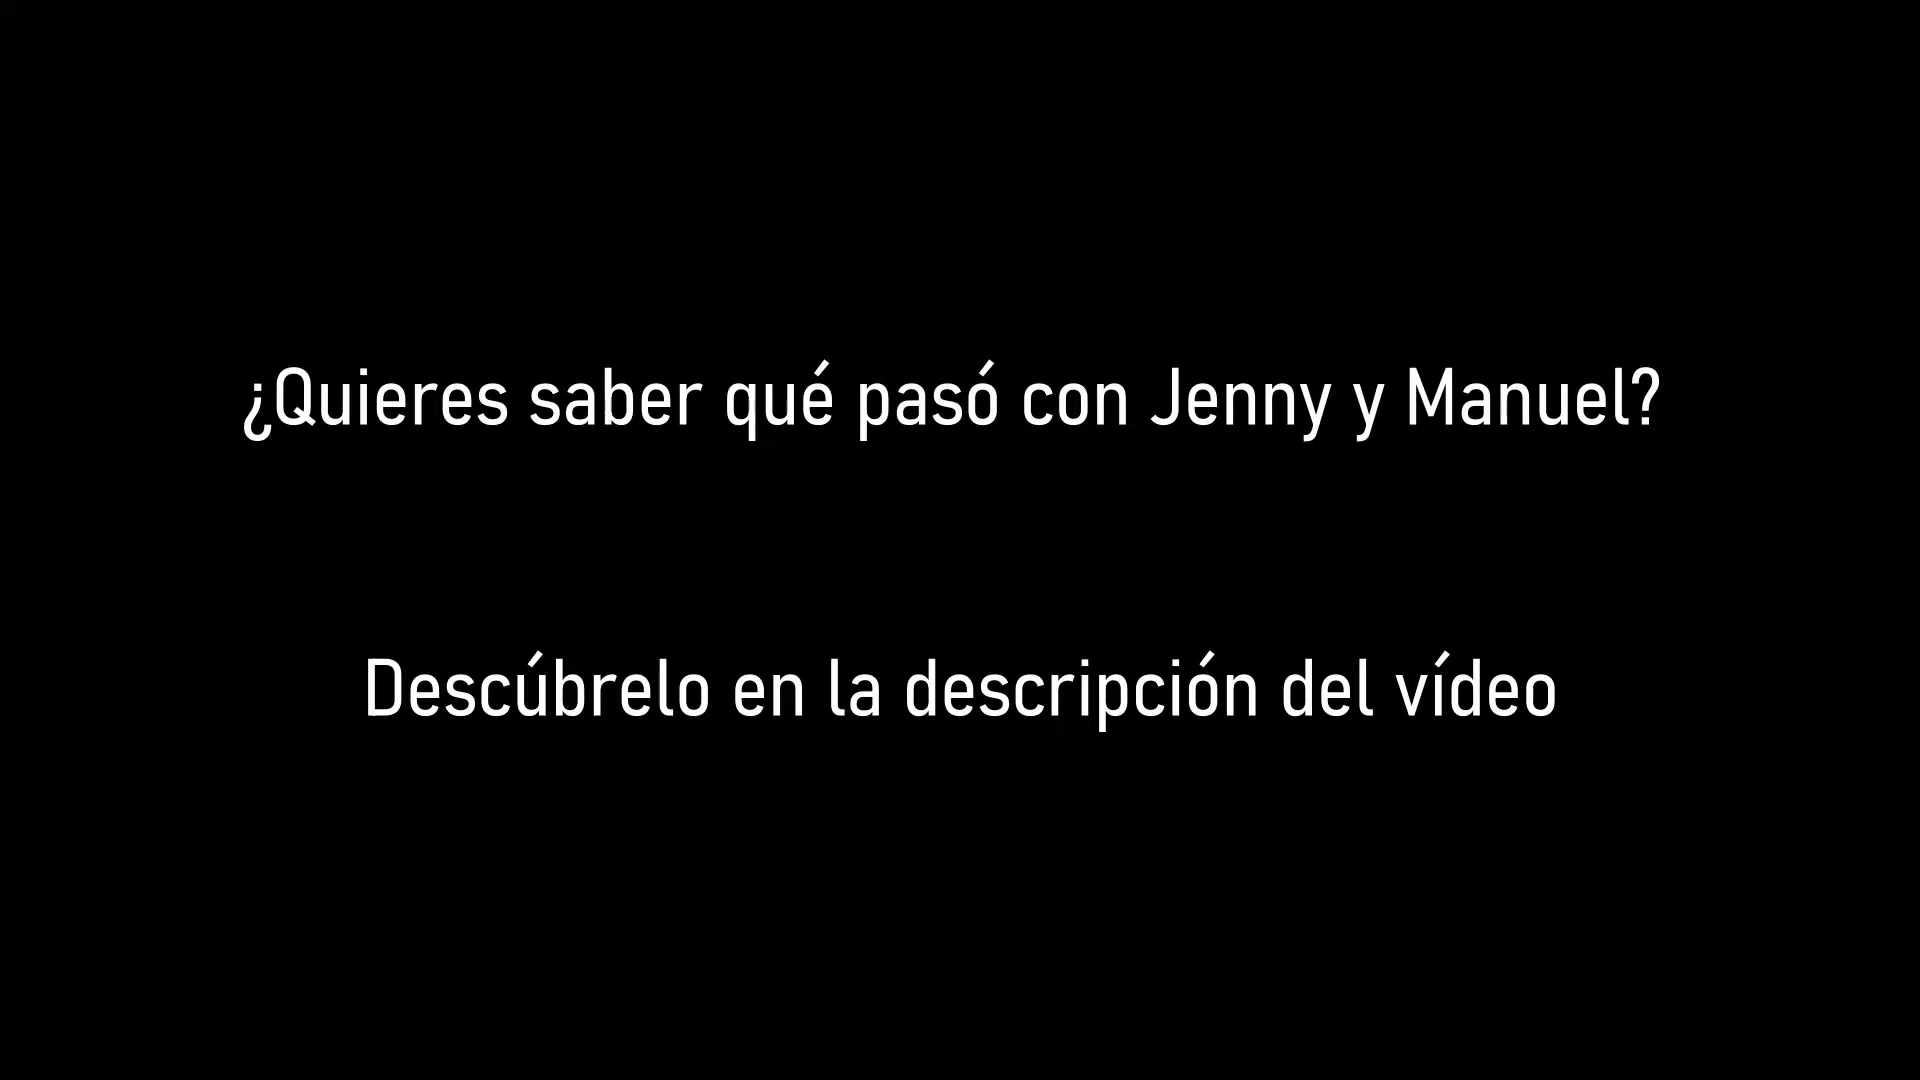 ¿Quieres saber qué pasó con Jenny y Manuel?
Descúbrelo en la descripción del vídeo